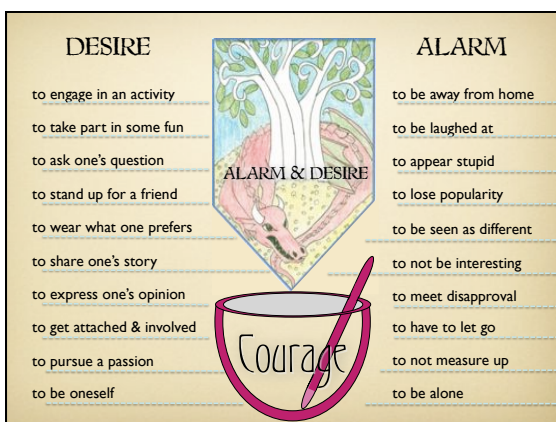 DESIRE
to engage in an activity
to take part in some fun
to ask one's question
to stand up for a friend
to wear what one prefers
to share one's story
to express one's opinion
to get attached & involved
to pursue a passion
to be oneself
ALARM & DESIRE
Courage
ALARM
to be away from home
to be laughed at
to appear stupid
to lose popularity
to be seen as different
to not be interesting
to meet disapproval
to have to let go
to not measure up
to be alone